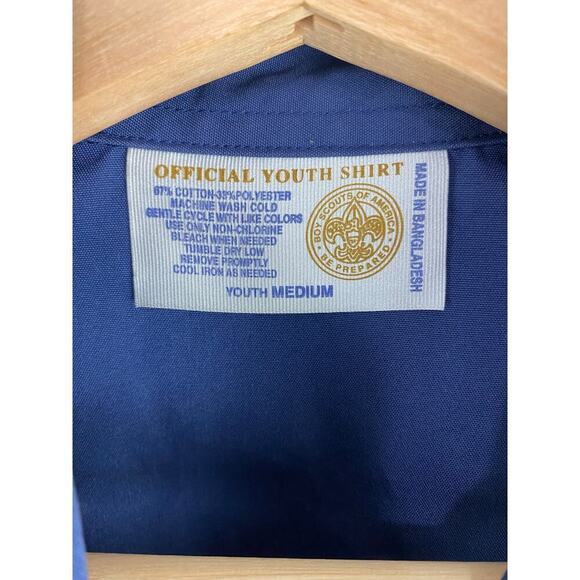 OFFICIAL YOUTH SHIRT
67% COTTON-33% POLYESTER
MACHINE WASH COLD
GENTLE CYCLE WITH LIKE COLORS
USE ONLY NON-CHLORINE
BLEACH WHEN NEEDED
TUMBLE DRY LOW
REMOVE PROMPTLY
COOL IRON AS NEEDED
YOUTH MEDIUM
BOY SCOUTS OF AMERICA
BE PREPARED
MADE IN BANGLADESH